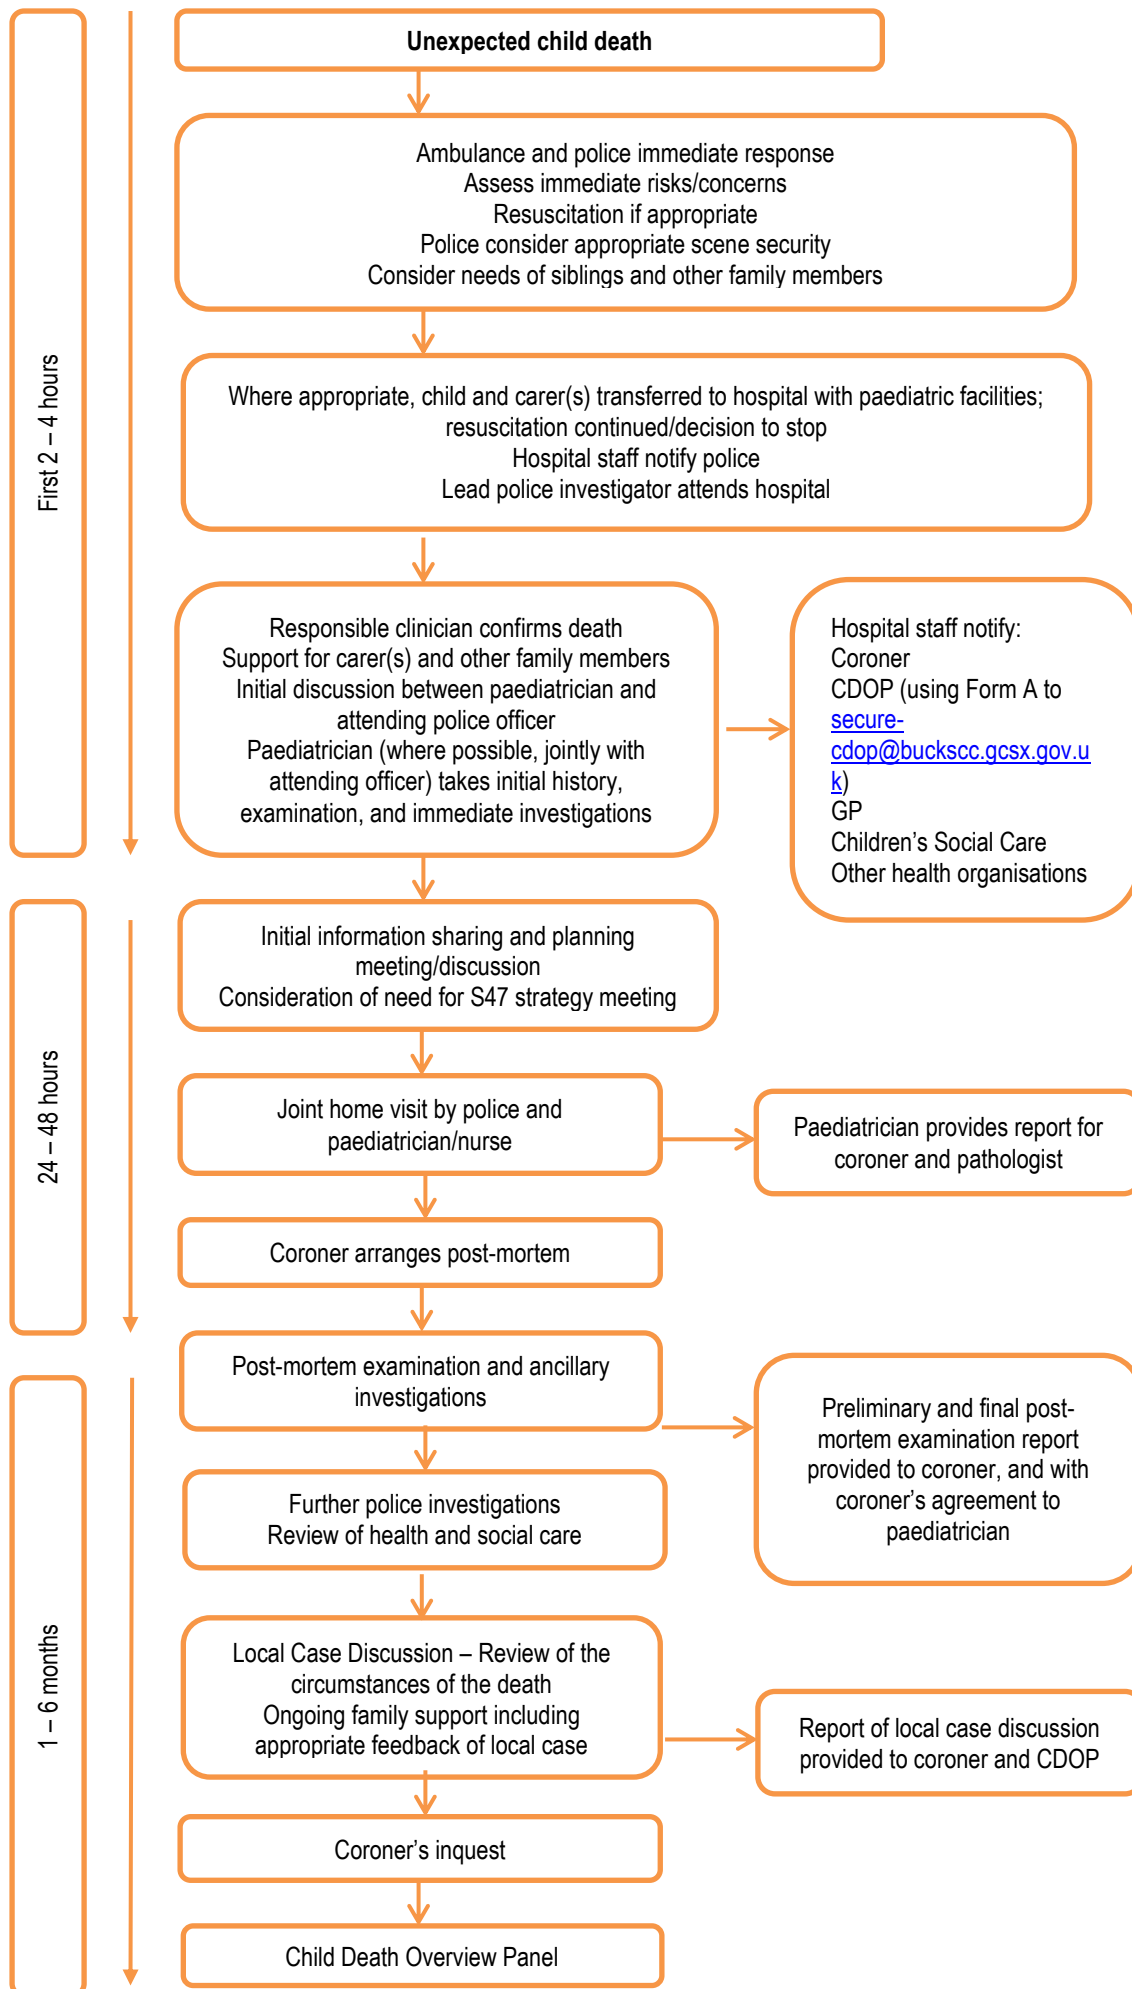 Unexpected child death
Ambulance and police immediate response
Assess immediate risks/concerns
Resuscitation if appropriate
Police consider appropriate scene security
Consider needs of siblings and other family members
First 2 – 4 hours
Where appropriate, child and carer(s) transferred to hospital with paediatric facilities;
resuscitation continued/decision to stop
Hospital staff notify police
Lead police investigator attends hospital
Responsible clinician confirms death
Support for carer(s) and other family members
Initial discussion between paediatrician and
attending police officer
Paediatrician (where possible, jointly with
attending officer) takes initial history,
examination, and immediate investigations
Hospital staff notify:
Coroner
CDOP (using Form A to
secure-
cdop@buckscc.gcsx.gov.u
k)
GP
Children’s Social Care
Other health organisations
24 – 48 hours
Initial information sharing and planning
meeting/discussion
Consideration of need for S47 strategy meeting
Joint home visit by police and
paediatrician/nurse
Paediatrician provides report for
coroner and pathologist
Coroner arranges post-mortem
1 – 6 months
Post-mortem examination and ancillary
investigations
Preliminary and final post-
mortem examination report
provided to coroner, and with
coroner’s agreement to
paediatrician
Further police investigations
Review of health and social care
Local Case Discussion – Review of the
circumstances of the death
Ongoing family support including
appropriate feedback of local case
Report of local case discussion
provided to coroner and CDOP
Coroner’s inquest
Child Death Overview Panel